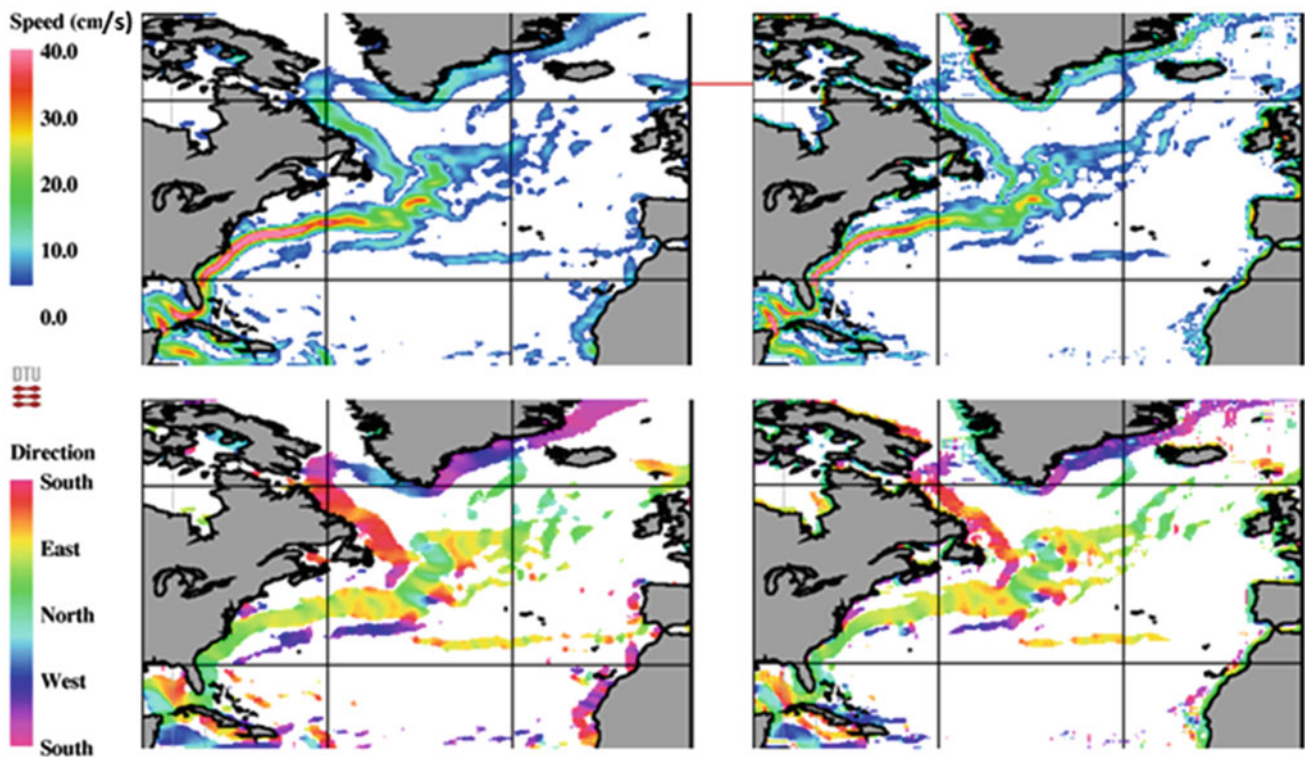 Speed (cm/s)
40.0
30.0
20.0
10.0
0.0
DTU
Direction
South
East
North
West
South